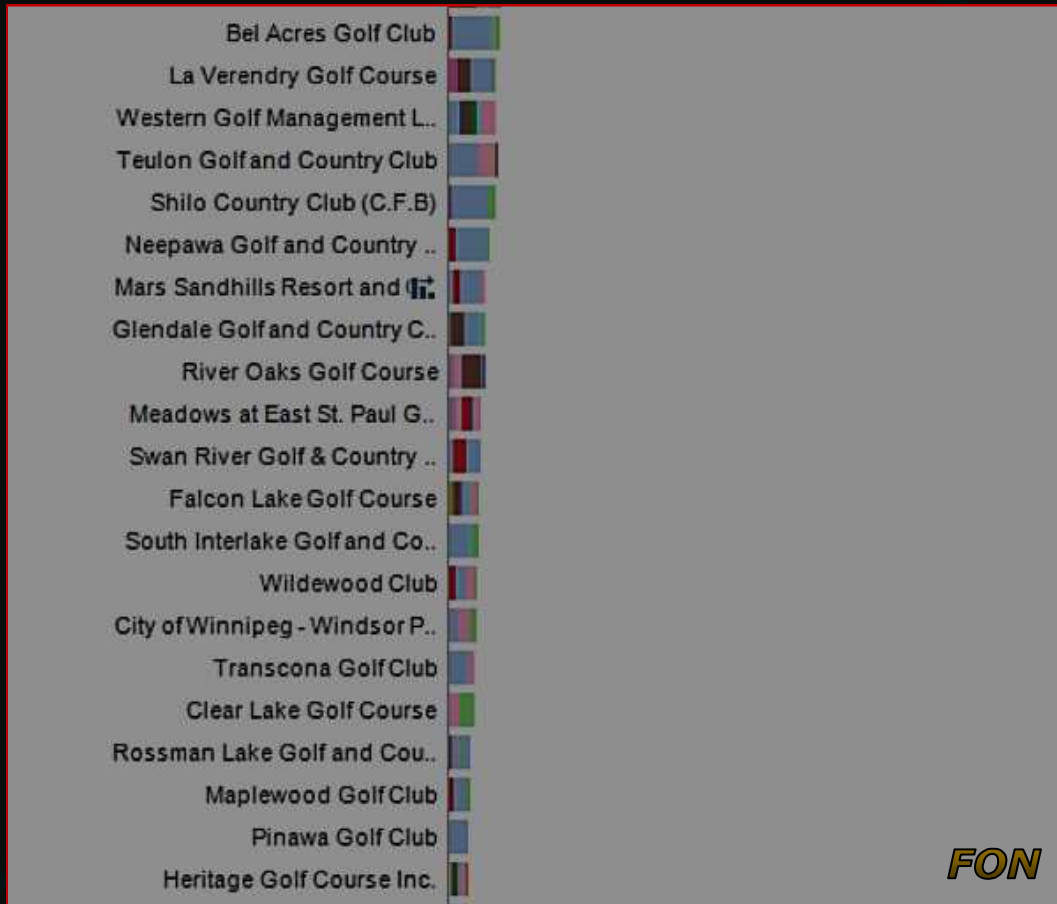 Bel Acres Golf Club
La Verendry Golf Course
Western Golf Management L..
Teulon Golf and Country Club
Shilo Country Club (C.F.B)
Neepawa Golf and Country ..
Mars Sandhills Resort and
Glendale Golf and Country C..
River Oaks Golf Course
Meadows at East St. Paul G..
Swan River Golf & Country ..
Falcon Lake Golf Course
South Interlake Golf and Co..
Wildewood Club
City of Winnipeg - Windsor P..
Transcona Golf Club
Clear Lake Golf Course
Rossman Lake Golf and Cou..
Maplewood Golf Club
Pinawa Golf Club
Heritage Golf Course Inc.
FON